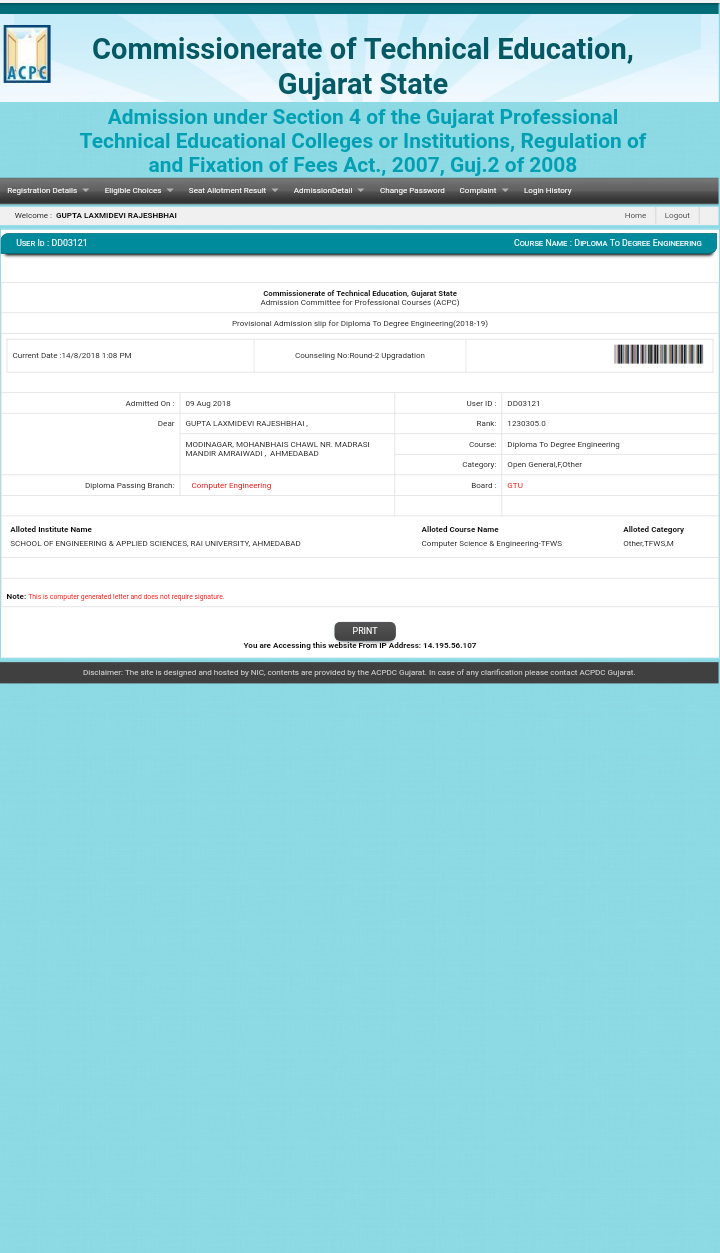 ACPC
Commissionerate of Technical Education,
Gujarat State
Admission under Section 4 of the Gujarat Professional
Technical Educational Colleges or Institutions, Regulation of
and Fixation of Fees Act., 2007, Guj.2 of 2008
Registration Details Eligible Choices Seat Allotment Result AdmissionDetail Change Password Complaint Login History
Welcome : GUPTA LAXMIDEVI RAJESHBHAI Home Logout
User Id : DD03121 Course Name : Diploma To Degree Engineering
Commissionerate of Technical Education, Gujarat State
Admission Committee for Professional Courses (ACPC)
Provisional Admission slip for Diploma To Degree Engineering(2018-19)
Current Date :14/8/2018 1:08 PM Counseling No:Round-2 Upgradation
Admitted On : 09 Aug 2018 User ID : DD03121
Dear GUPTA LAXMIDEVI RAJESHBHAI , Rank: 1230305.0
MODINAGAR, MOHANBHAIS CHAWL NR. MADRASI Course: Diploma To Degree Engineering
MANDIR AMRAIWADI , AHMEDABAD
Category: Open General,F,Other
Diploma Passing Branch: Computer Engineering Board : GTU
Alloted Institute Name Alloted Course Name Alloted Category
SCHOOL OF ENGINEERING & APPLIED SCIENCES, RAI UNIVERSITY, AHMEDABAD Computer Science & Engineering-TFWS Other,TFWS,M
Note: This is computer generated letter and does not require signature.
PRINT
You are Accessing this website From IP Address: 14.195.56.107
Disclaimer: The site is designed and hosted by NIC, contents are provided by the ACPDC Gujarat. In case of any clarification please contact ACPDC Gujarat.